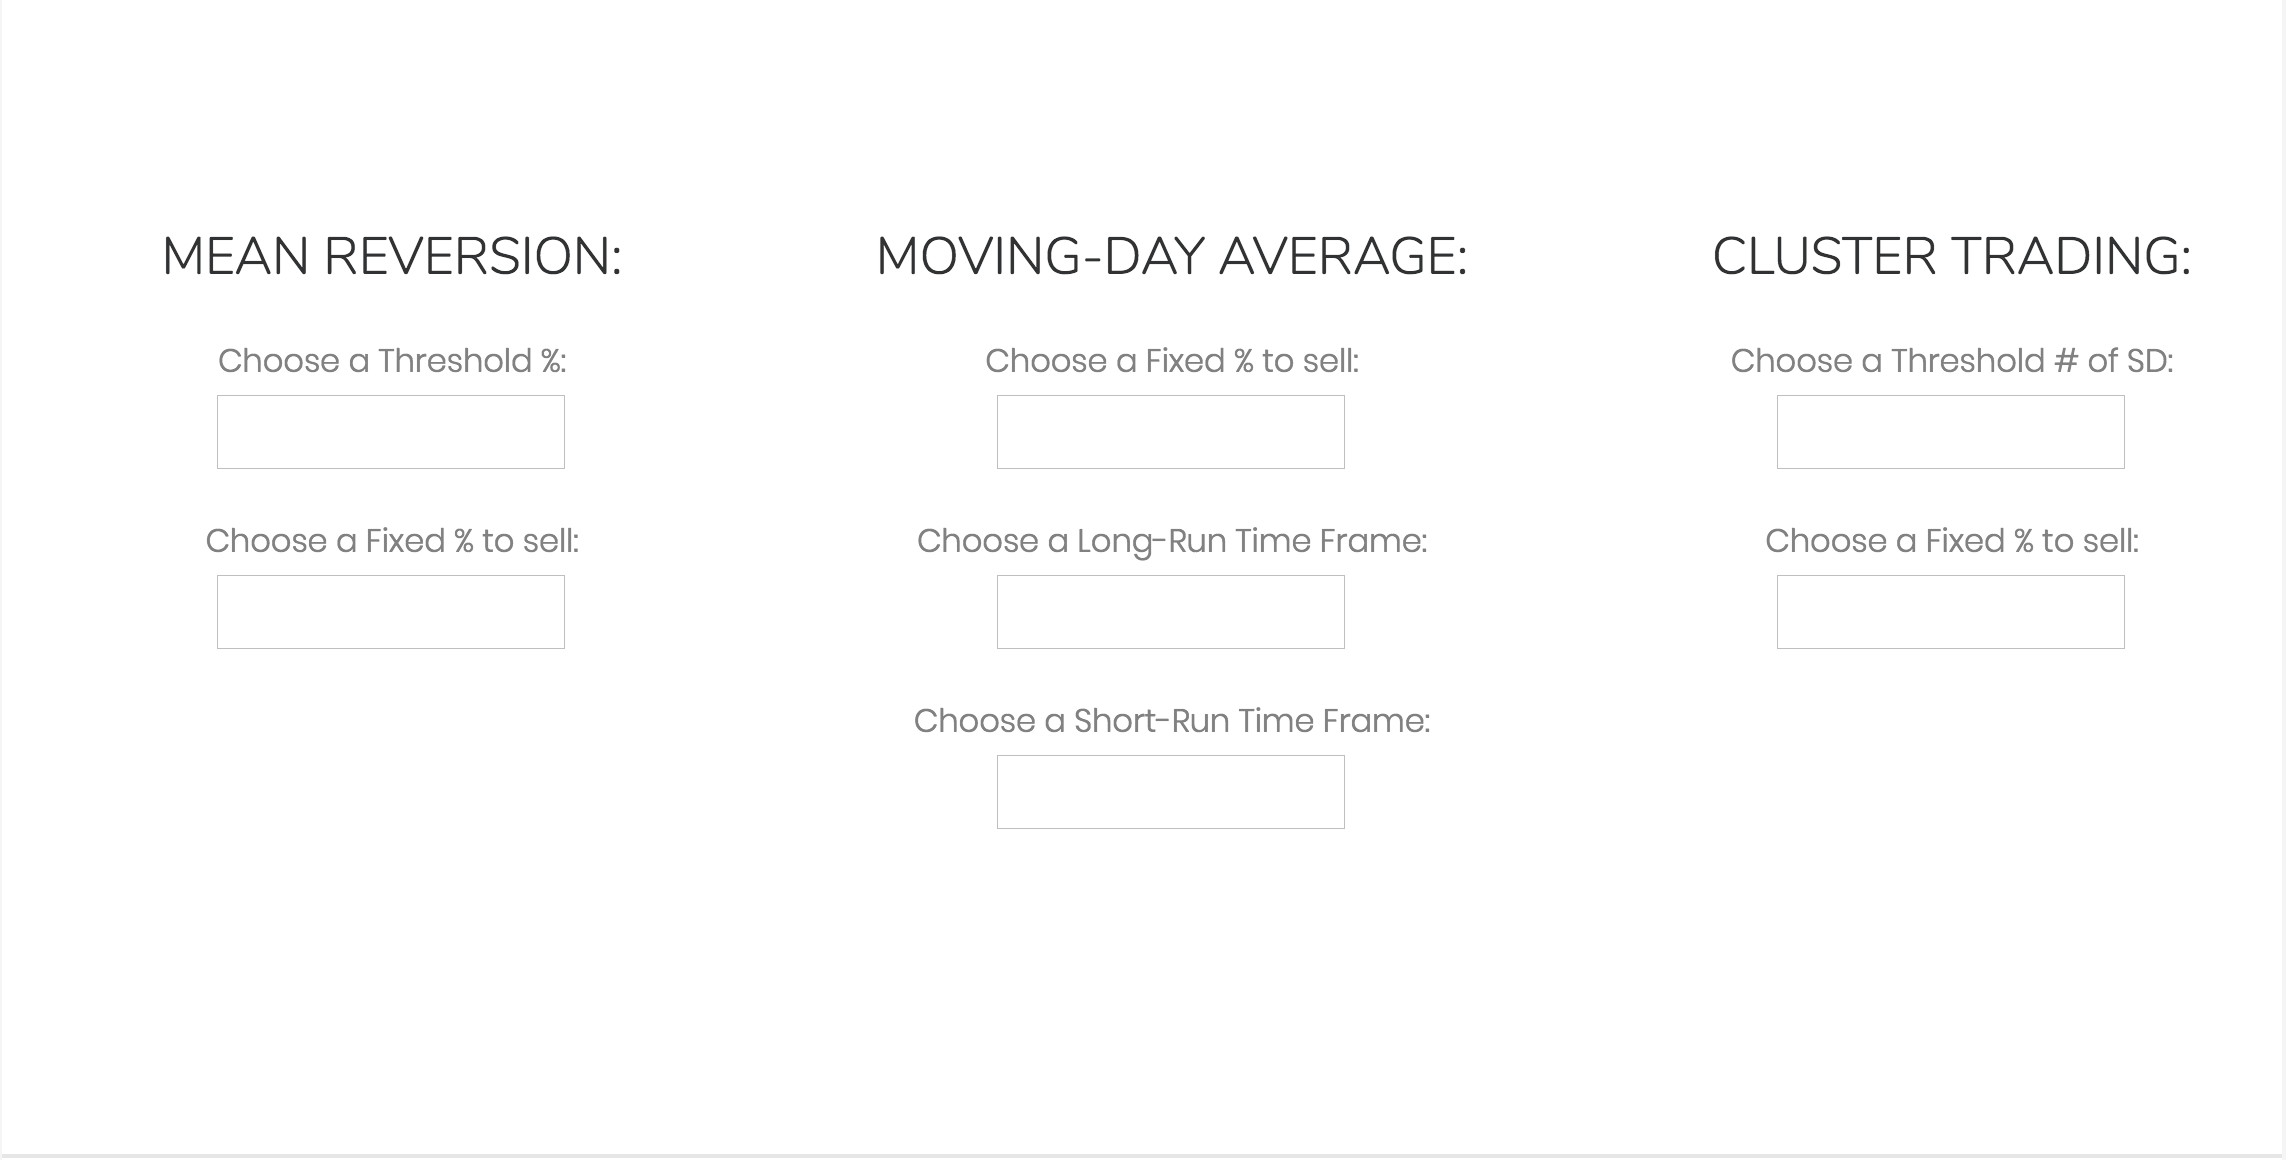 MEAN REVERSION:
Choose a Threshold %:
Choose a Fixed % to sell:
MOVING-DAY AVERAGE:
Choose a Fixed % to sell:
Choose a Long-Run Time Frame:
Choose a Short-Run Time Frame:
CLUSTER TRADING:
Choose a Threshold # of SD:
Choose a Fixed % to sell: